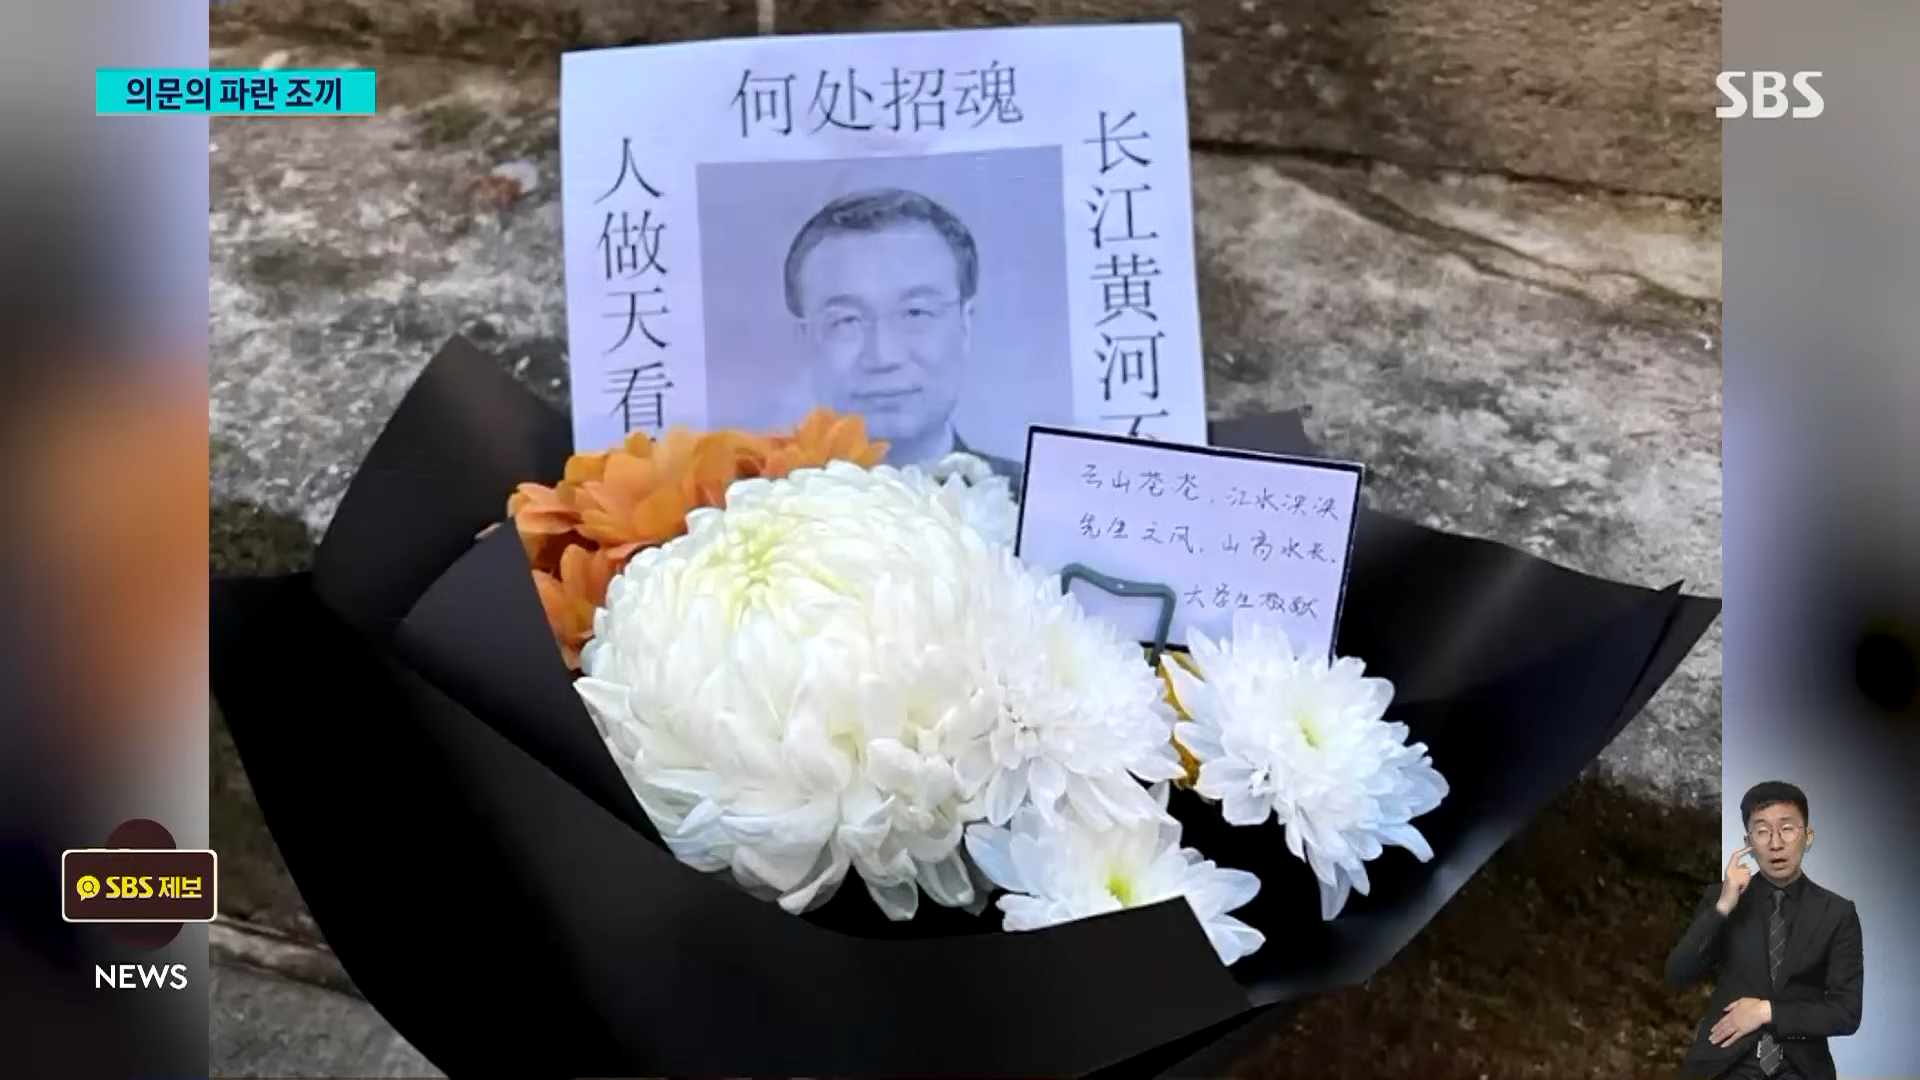 의문의 파란 조끼
SBS
何处招魂
人做天看
长江黄河不
云山苍苍，江水泱泱
先生之风，山高水长。
大学生敬献
SBS 제보
NEWS